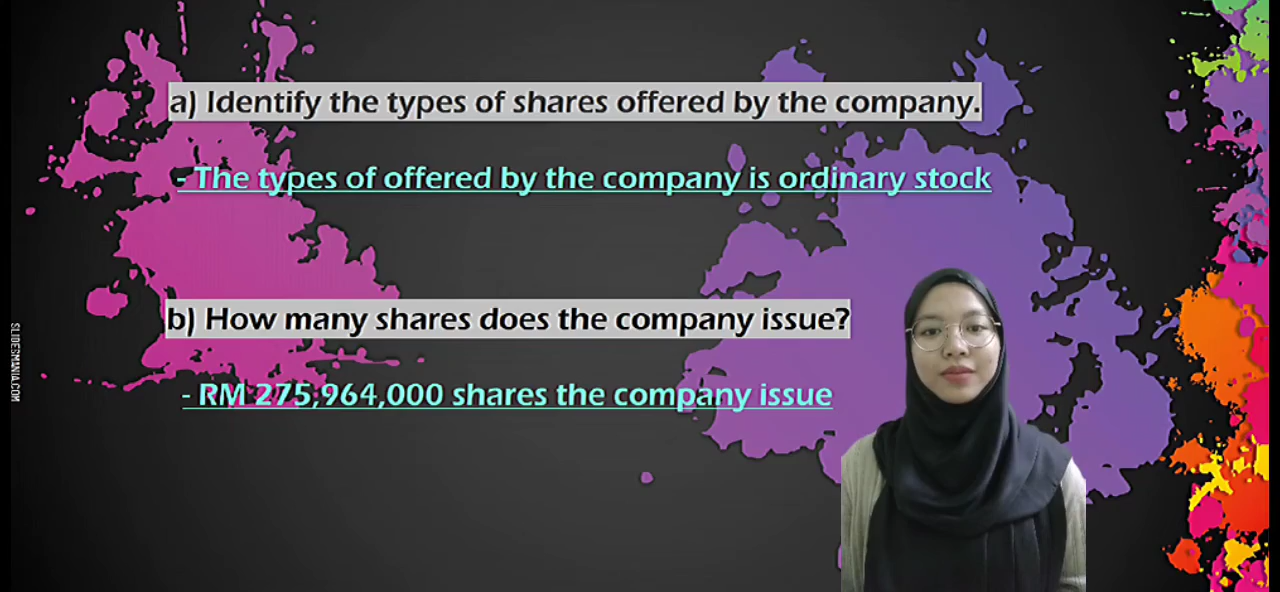 a) Identify the types of shares offered by the company.
- The types of offered by the company is ordinary stock
b) How many shares does the company issue?
- RM 275,964,000 shares the company issue
SLIDESMANIA.COM